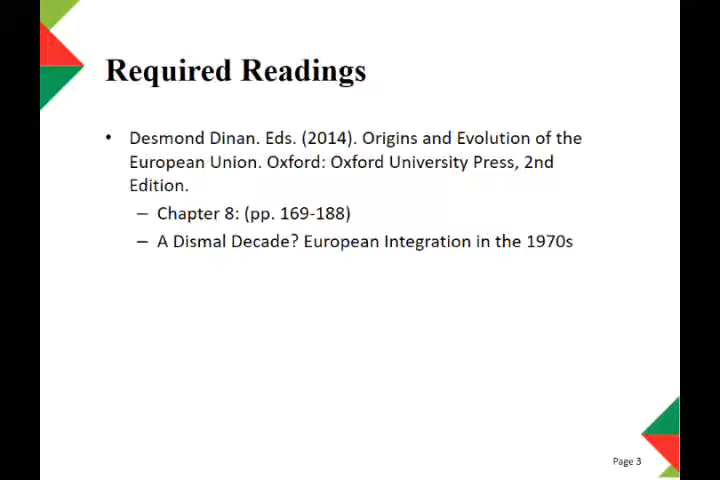 Required Readings
• Desmond Dinan. Eds. (2014). Origins and Evolution of the
European Union. Oxford: Oxford University Press, 2nd
Edition.
– Chapter 8: (pp. 169-188)
– A Dismal Decade? European Integration in the 1970s
Page 3